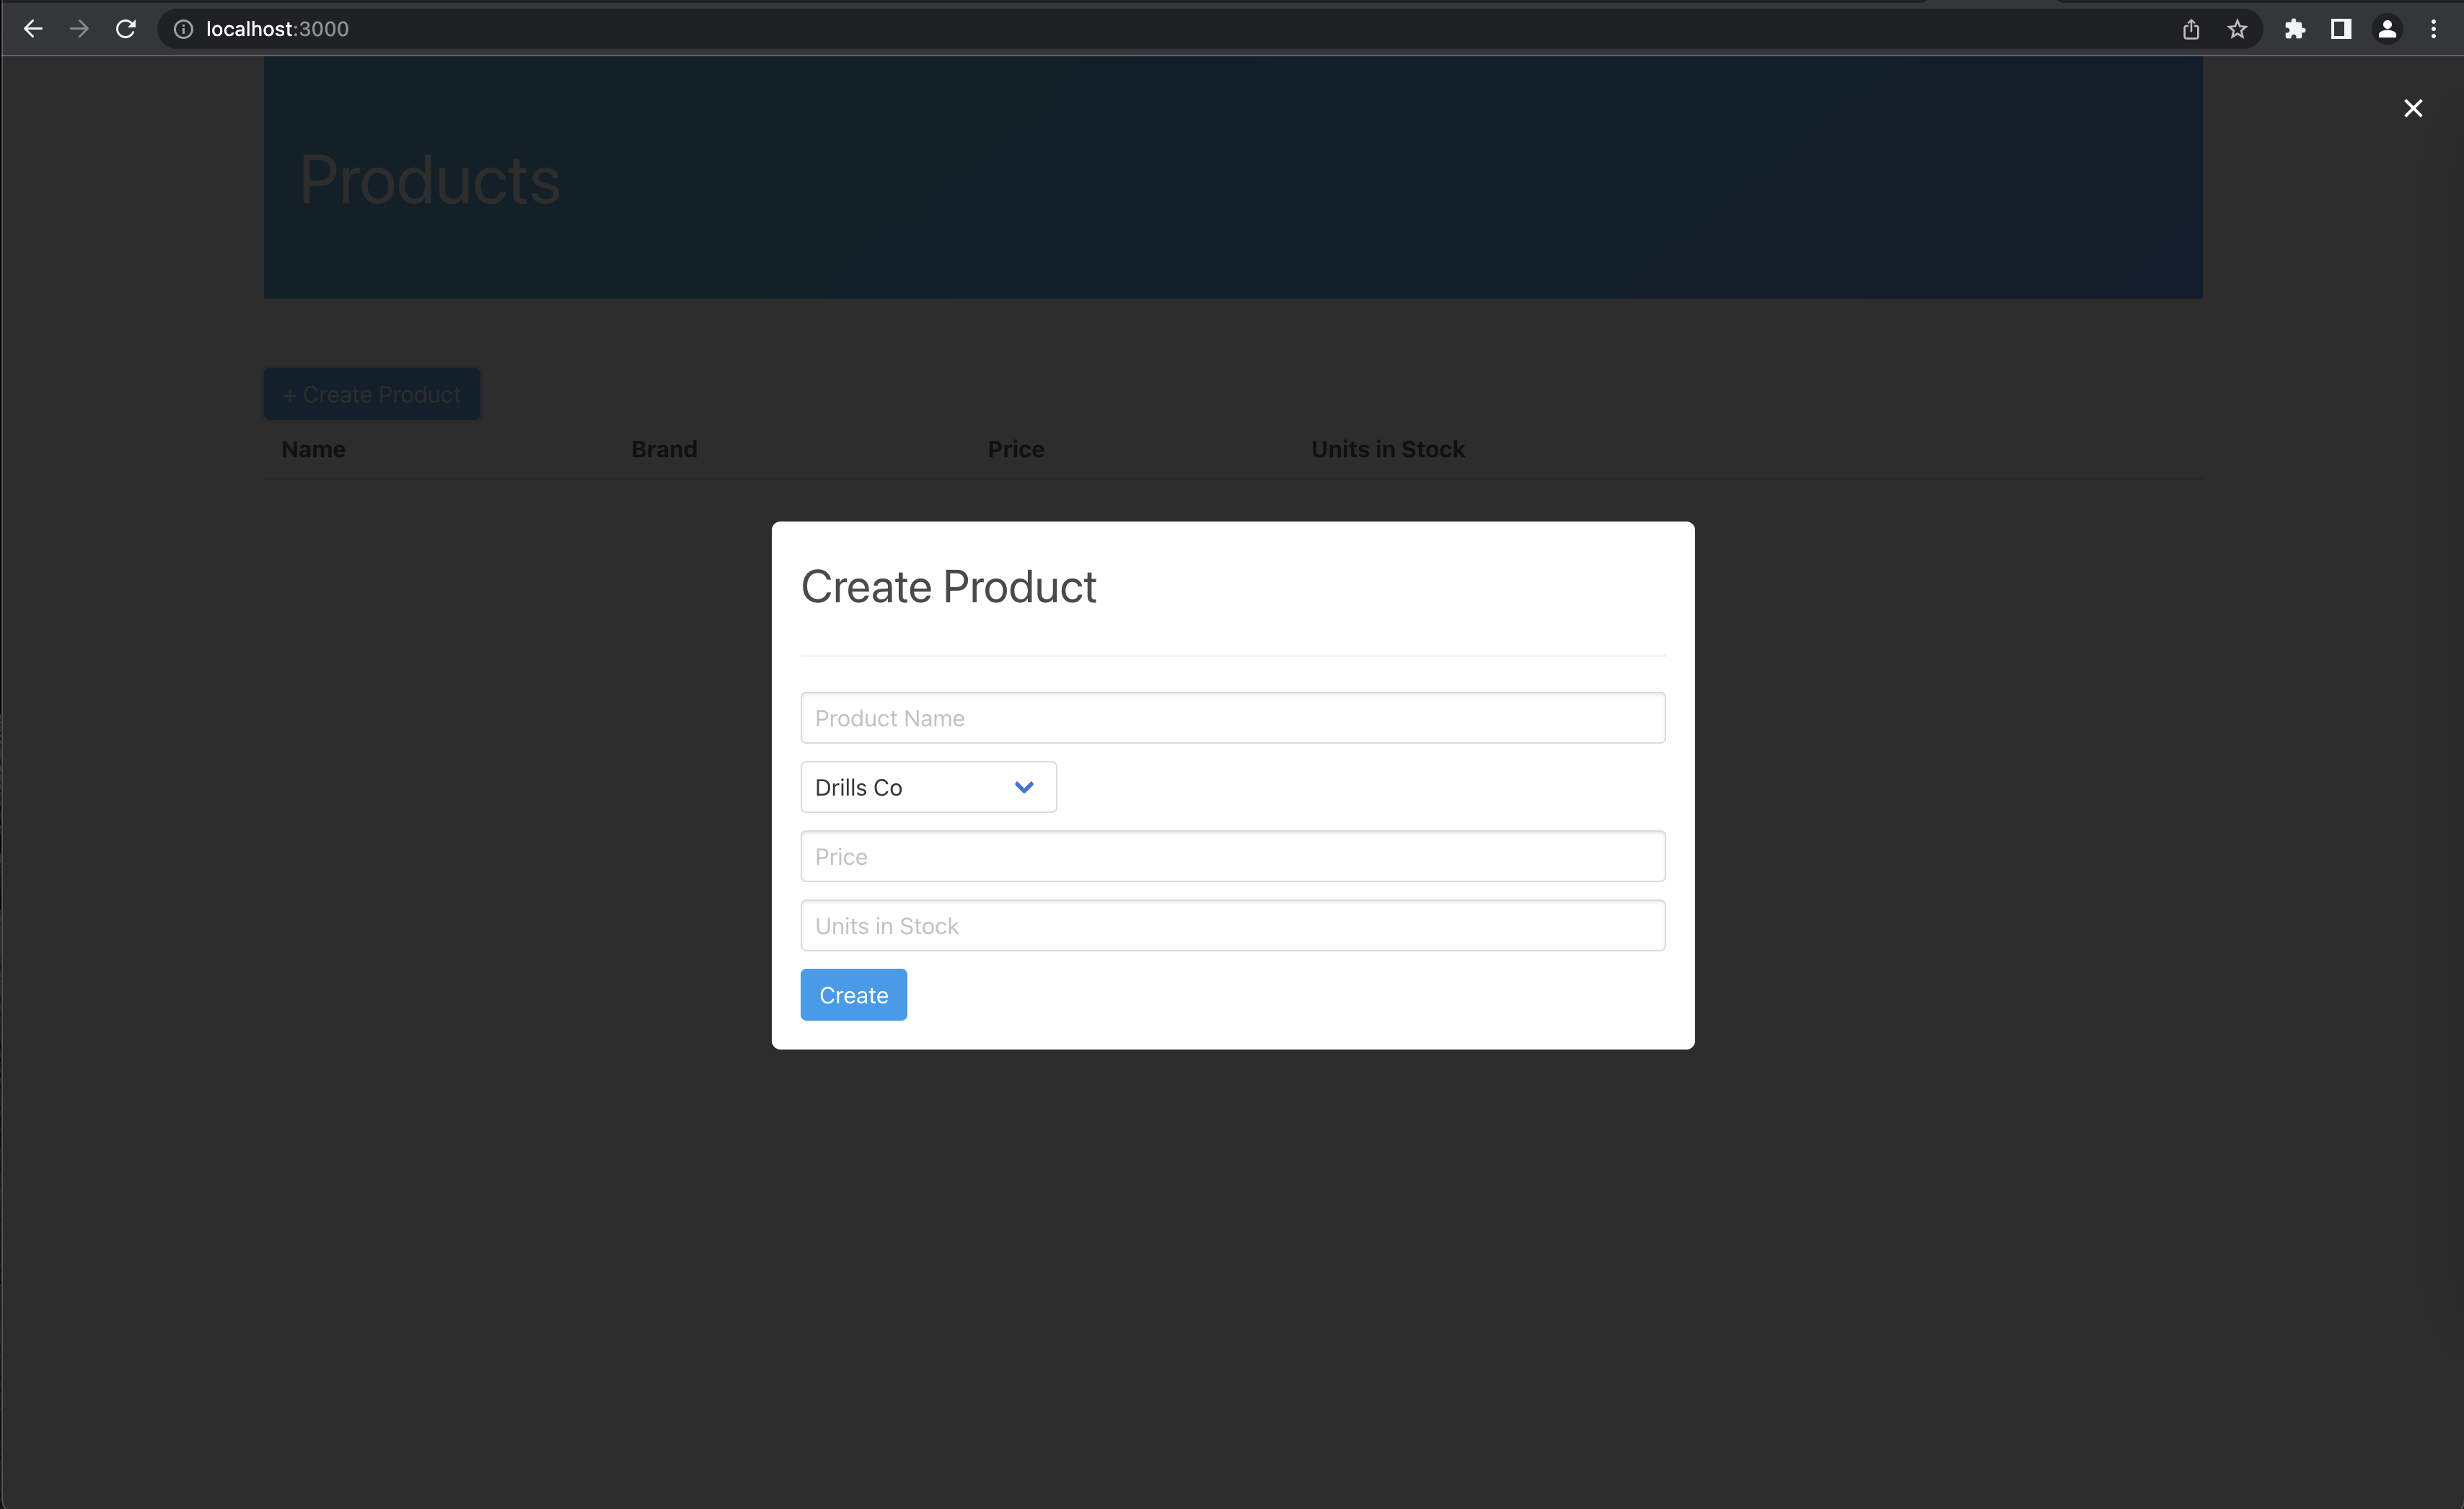 localhost:3000
Products
+ Create Product
Name Brand Price Units in Stock
Create Product
Product Name
Drills Co
Price
Units in Stock
Create